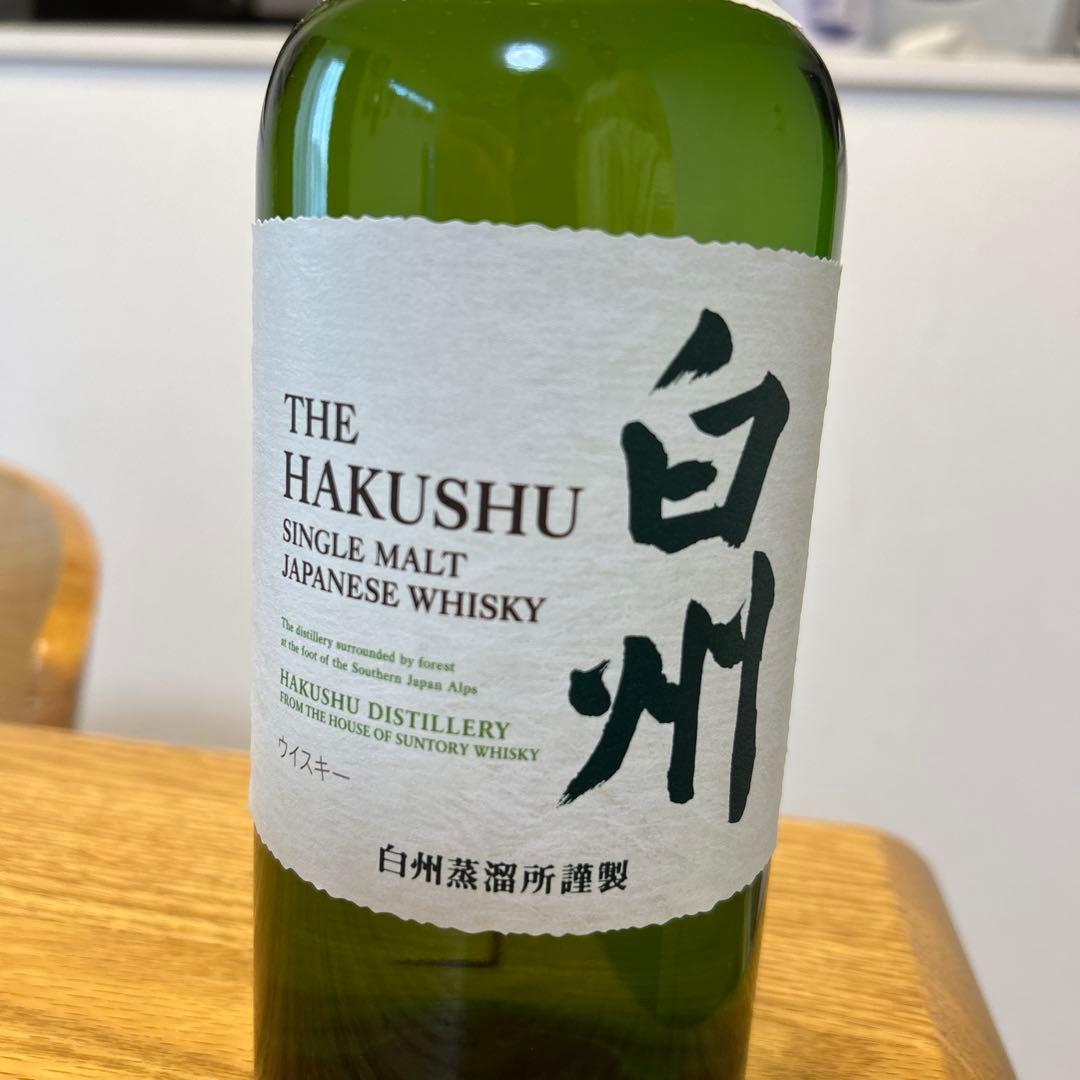 THE
HAKUSHU
SINGLE MALT
JAPANESE WHISKY
The distillery surrounded by forest
at the foot of the Southern Japan Alps
HAKUSHU DISTILLERY
FROM THE HOUSE OF SUNTORY WHISKY
ウイスキー
白州
白州蒸溜所謹製